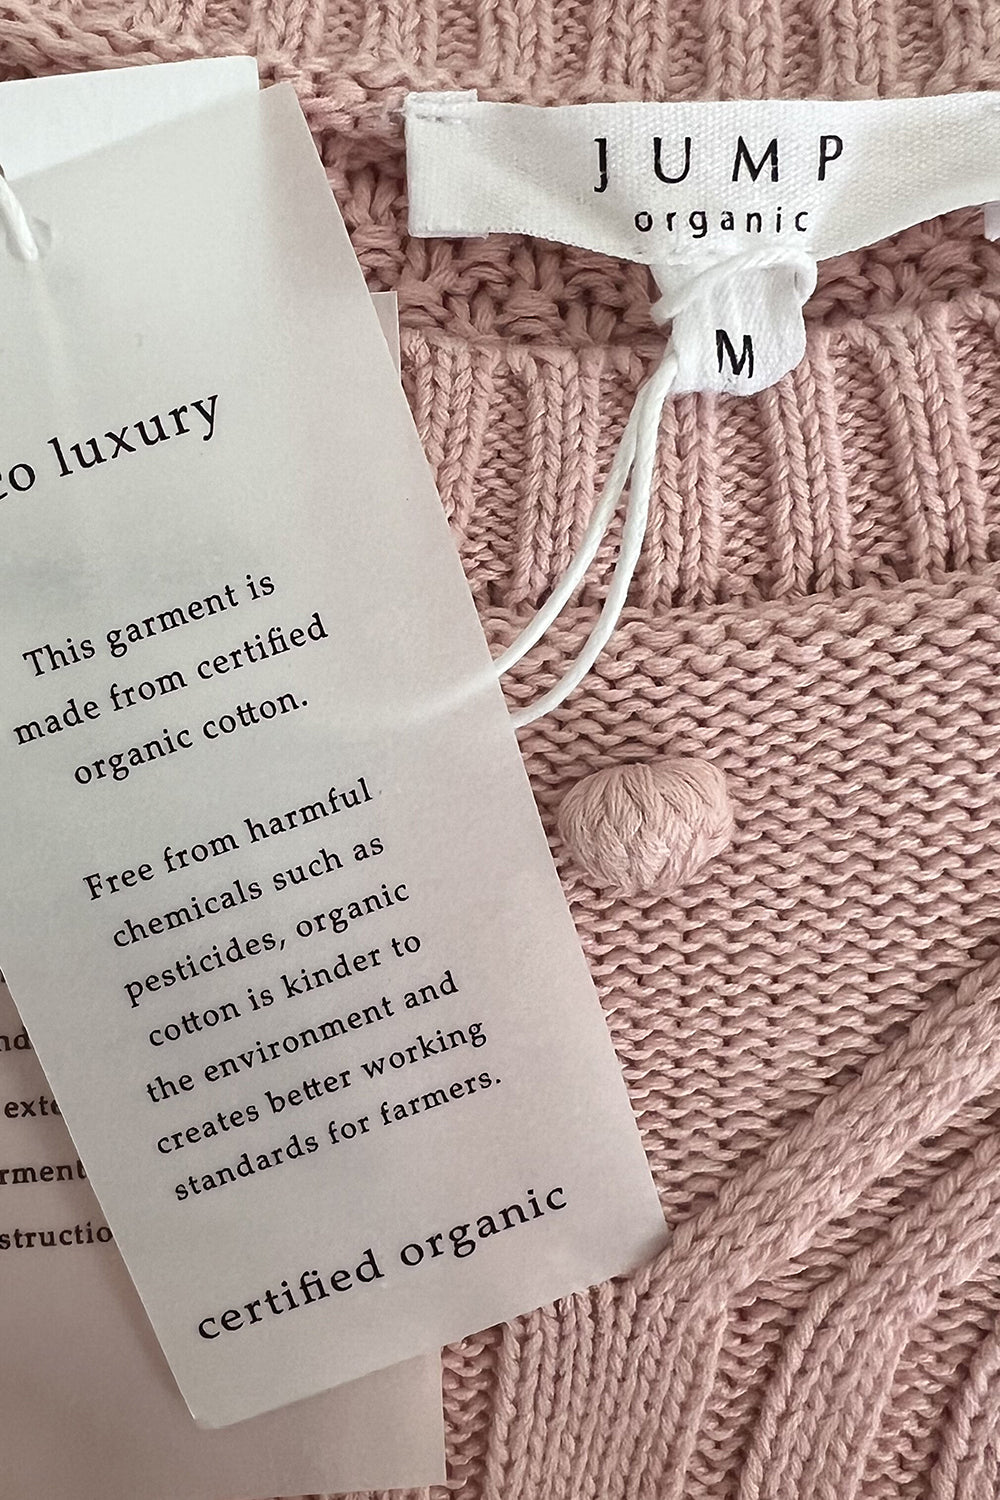 JUMP
organic
M
luxury
This garment is
made from certified
organic cotton.
Free from harmful
chemicals such as
pesticides, organic
cotton is kinder to
the environment and
creates better working
standards for farmers.
certified organic